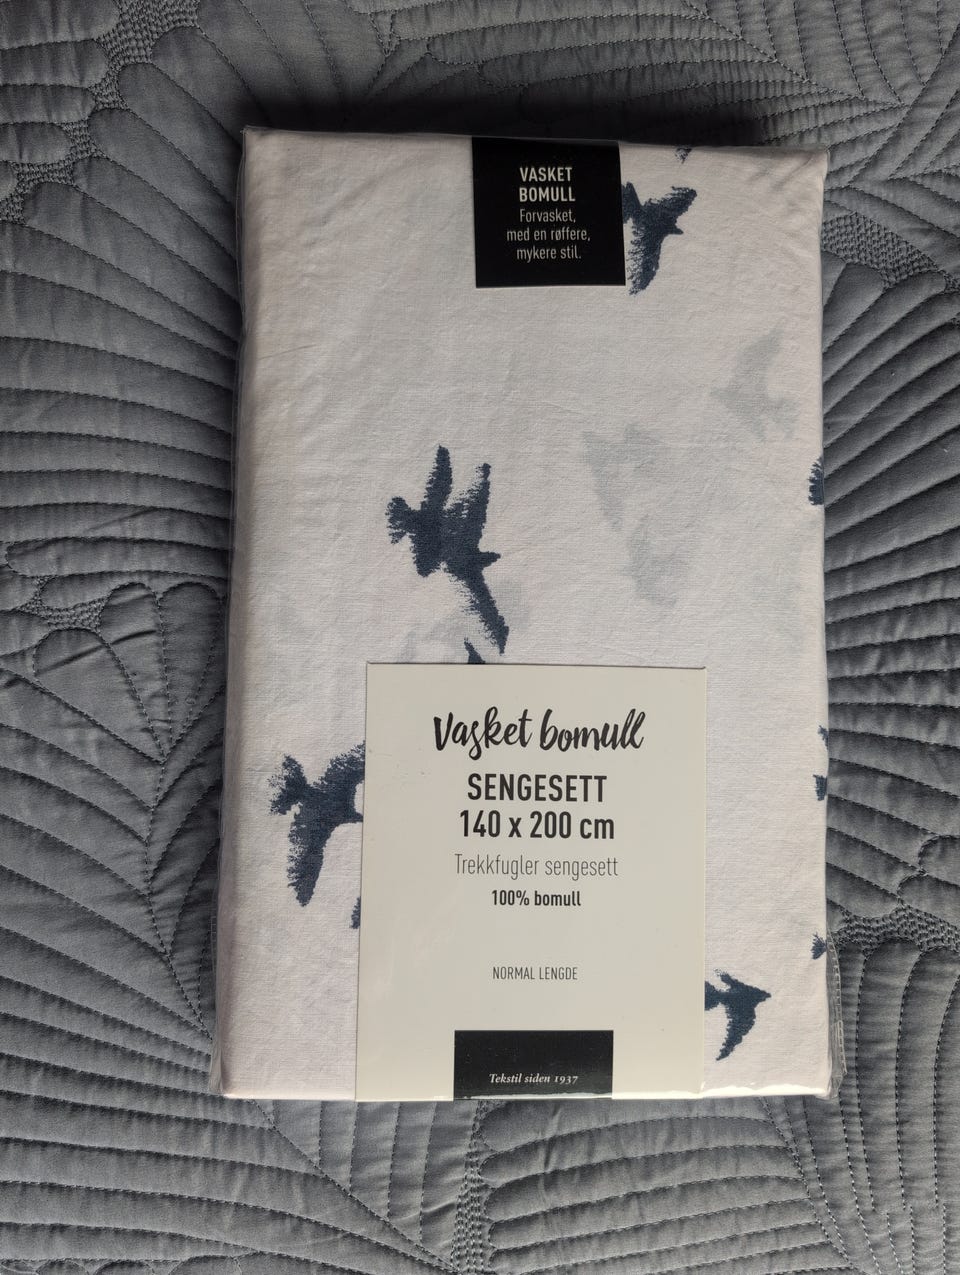 VASKET
BOMULL
Forvasket,
med en røffere,
mykere stil.
Vasket bomull
SENGESETT
140 x 200 cm
Trekkfugler sengesett
100% bomull
NORMAL LENGDE
Tekstil siden 1937